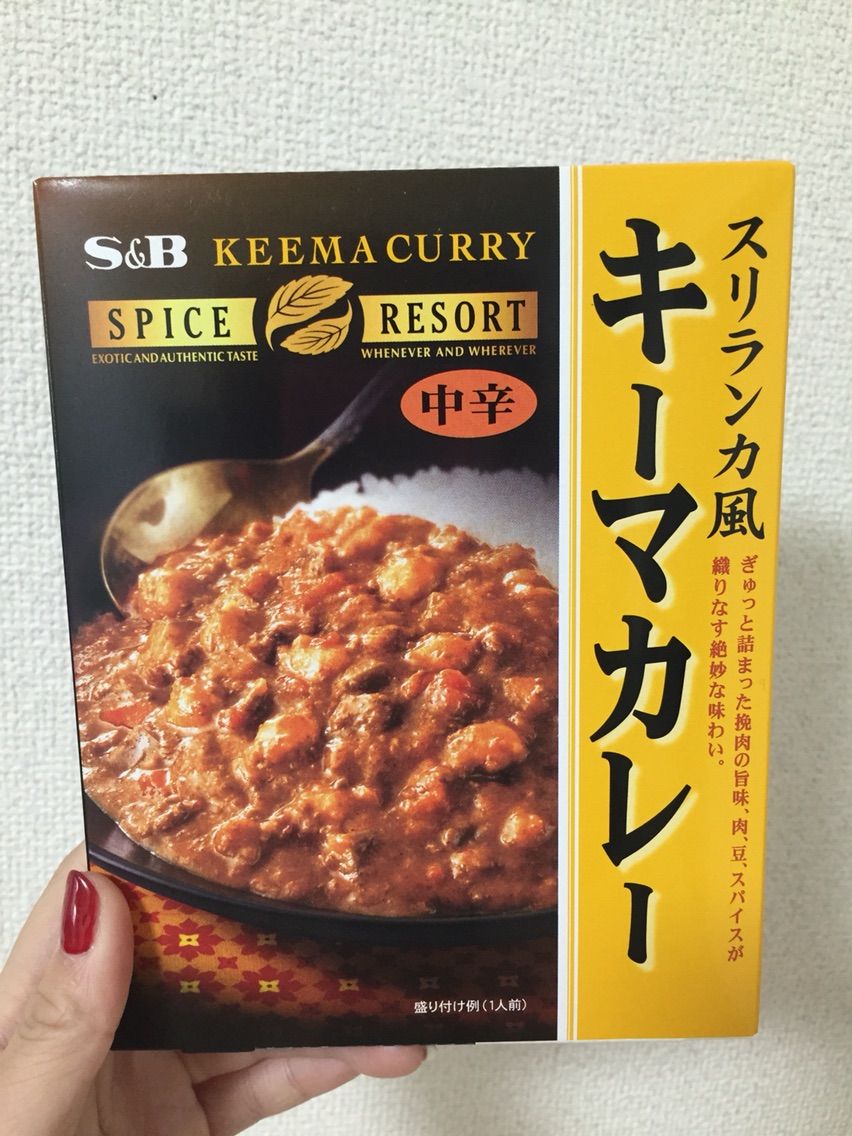 S&B KEEMA CURRY
SPICE RESORT
EXOTIC AND AUTHENTIC TASTE
WHENEVER AND WHEREVER
中辛
スリランカ風
キーマカレー
ぎゅっと詰まった挽肉の旨味、肉、豆、スパイスが
織りなす絶妙な味わい。
盛り付け例(1人前)